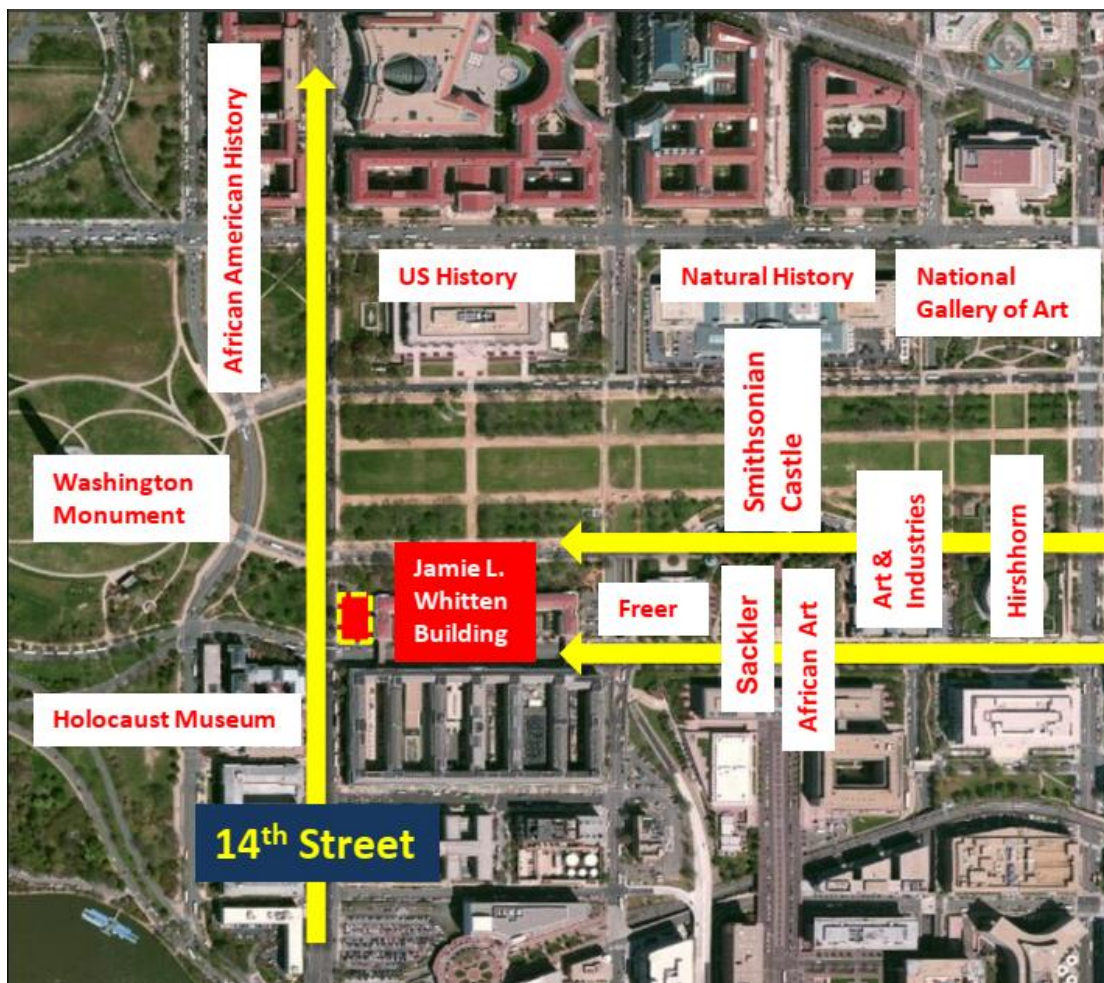 African American History
US History
Natural History
National
Gallery of Art
Smithsonian
Castle
Washington
Monument
Art &
Industries
Hirshhorn
Jamie L.
Whitten
Building
Freer
Sackler
African Art
Holocaust Museum
14th Street